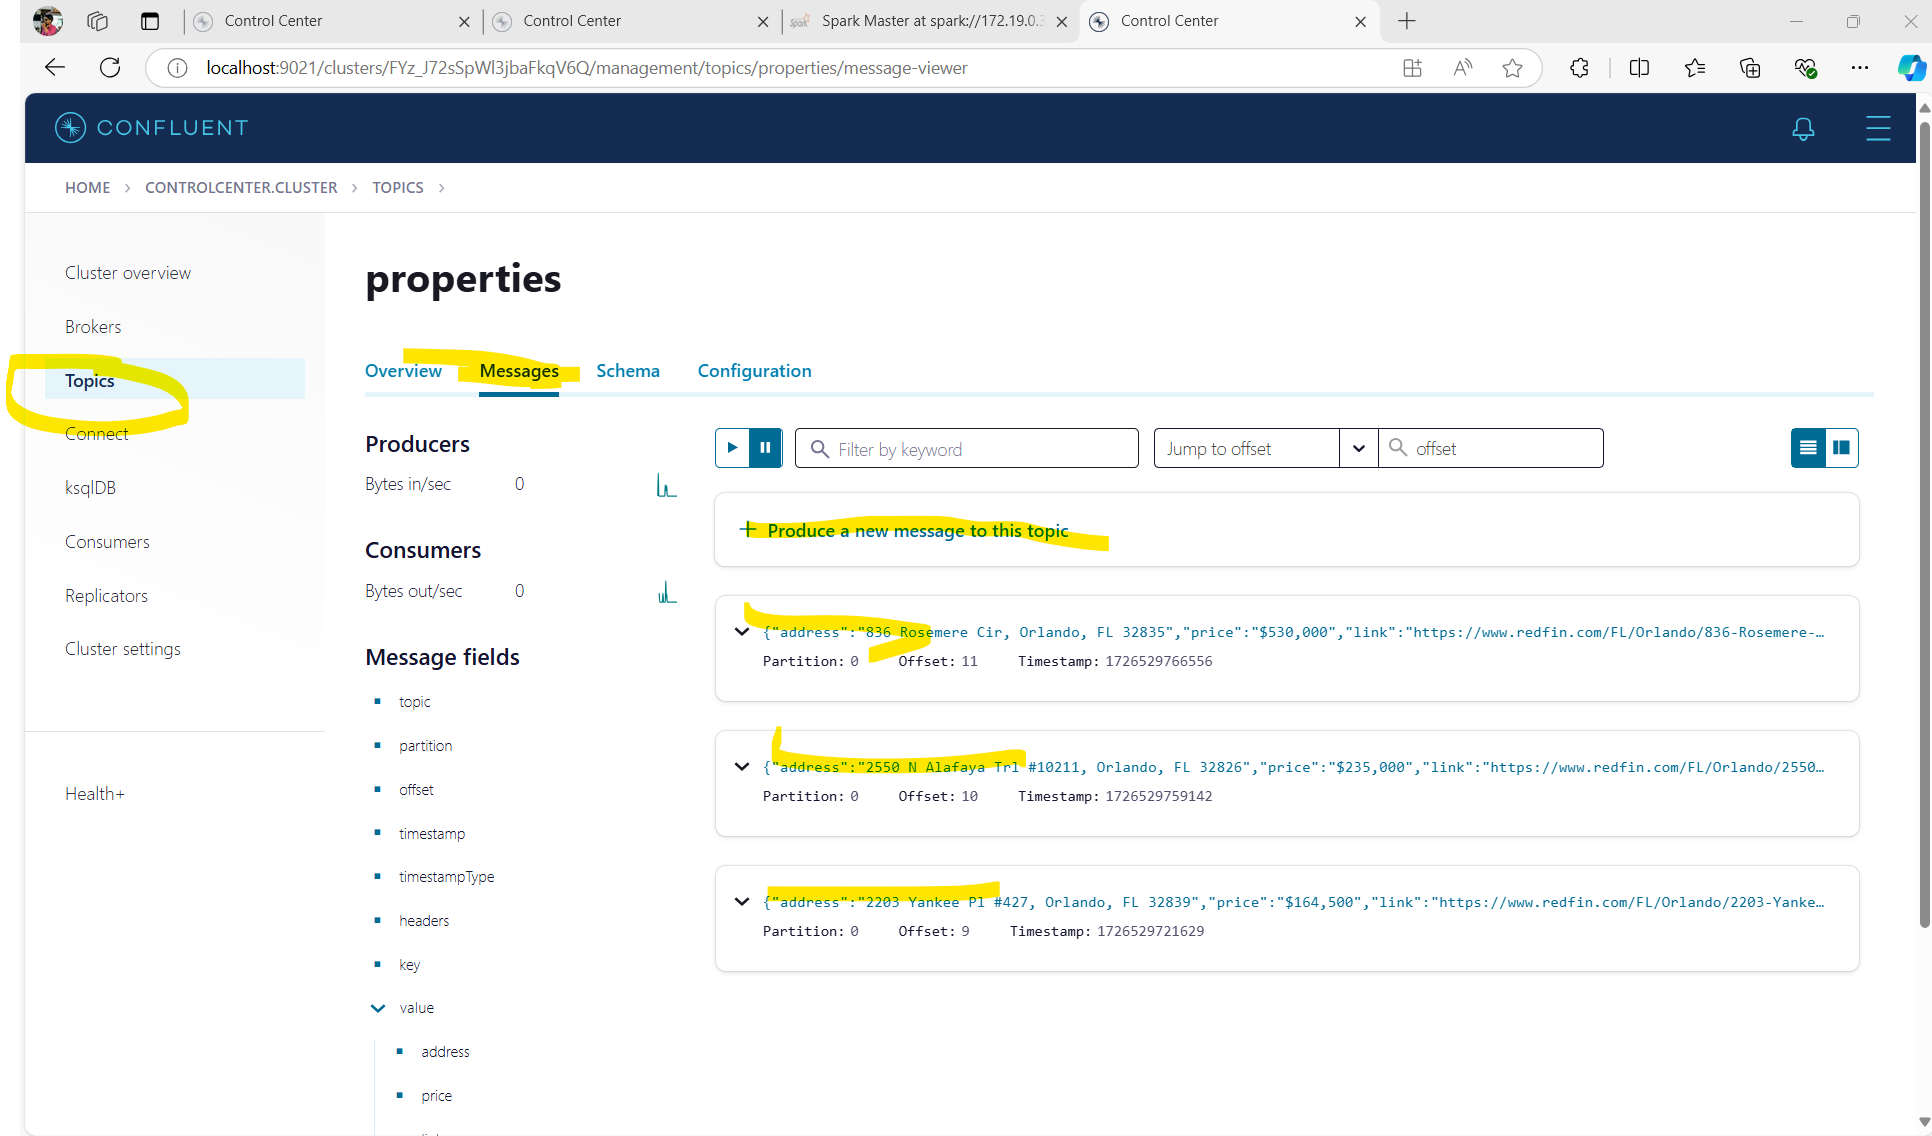 Control Center
Control Center
Spark Master at spark://172.19.0.3
Control Center
localhost:9021/clusters/FYz_J72sSpWl3jbaFkqV6Q/management/topics/properties/message-viewer
CONFLUENT
HOME > CONTROLCENTER.CLUSTER > TOPICS >
Cluster overview
Brokers
Topics
Connect
ksqlDB
Consumers
Replicators
Cluster settings
Health+
properties
Overview Messages Schema Configuration
Producers
Bytes in/sec 0
Consumers
Bytes out/sec 0
Message fields
topic
partition
offset
timestamp
timestampType
headers
key
value
address
price
Filter by keyword
Jump to offset
offset
+ Produce a new message to this topic
{"address":"836 Rosemere Cir, Orlando, FL 32835","price":"$530,000","link":"https://www.redfin.com/FL/Orlando/836-Rosemere-…
Partition: 0 Offset: 11 Timestamp: 1726529766556
{"address":"2550 N Alafaya Trl #10211, Orlando, FL 32826","price":"$235,000","link":"https://www.redfin.com/FL/Orlando/2550…
Partition: 0 Offset: 10 Timestamp: 1726529759142
{"address":"2203 Yankee Pl #427, Orlando, FL 32839","price":"$164,500","link":"https://www.redfin.com/FL/Orlando/2203-Yanke…
Partition: 0 Offset: 9 Timestamp: 1726529721629